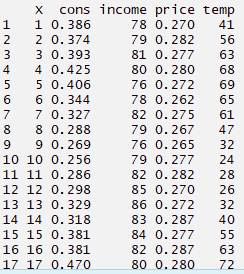 X cons income price temp
1 1 0.386 78 0.270 41
2 2 0.374 79 0.282 56
3 3 0.393 81 0.277 63
4 4 0.425 80 0.280 68
5 5 0.406 76 0.272 69
6 6 0.344 78 0.262 65
7 7 0.327 82 0.275 61
8 8 0.288 79 0.267 47
9 9 0.269 76 0.265 32
10 10 0.256 79 0.277 24
11 11 0.286 82 0.282 28
12 12 0.298 85 0.270 26
13 13 0.329 86 0.272 32
14 14 0.318 83 0.287 40
15 15 0.381 84 0.277 55
16 16 0.381 82 0.287 63
17 17 0.470 80 0.280 72